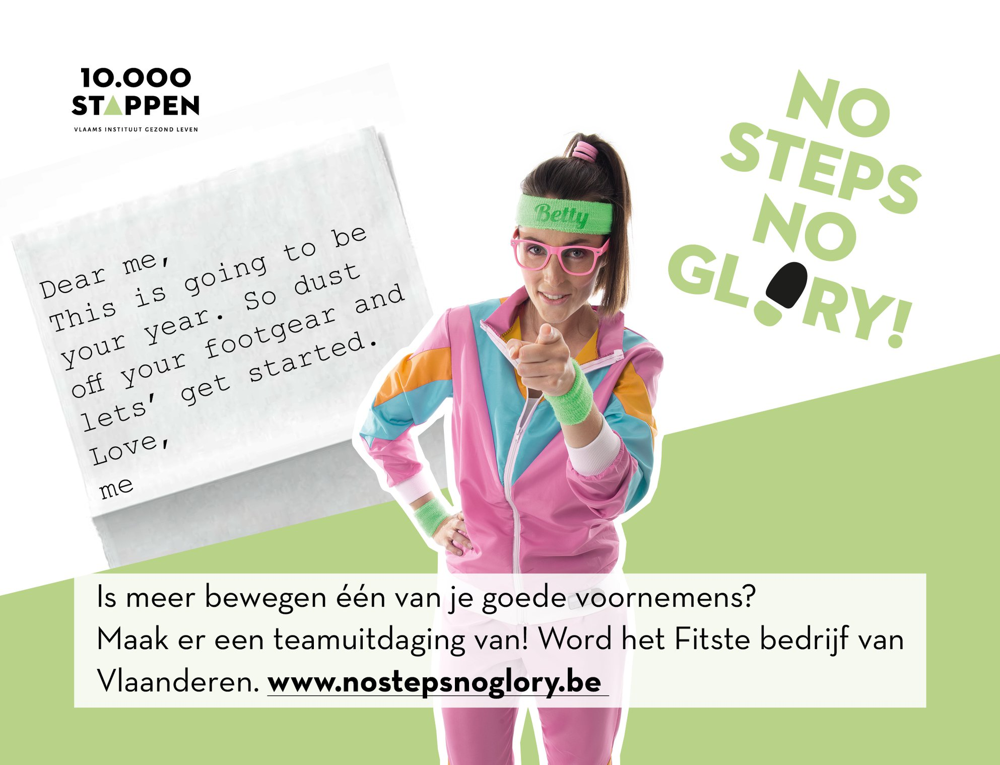 10.000
STAPPEN
VLAAMS INSTITUUT GEZOND LEVEN
NO
STEPS
NO
GLORY!
Betty
Dear me,
This is going to be
your year. So dust
off your footgear and
lets' get started.
Love,
me
Is meer bewegen één van je goede voornemens?
Maak er een teamuitdaging van! Word het Fitste bedrijf van
Vlaanderen. www.nostepsnoglory.be